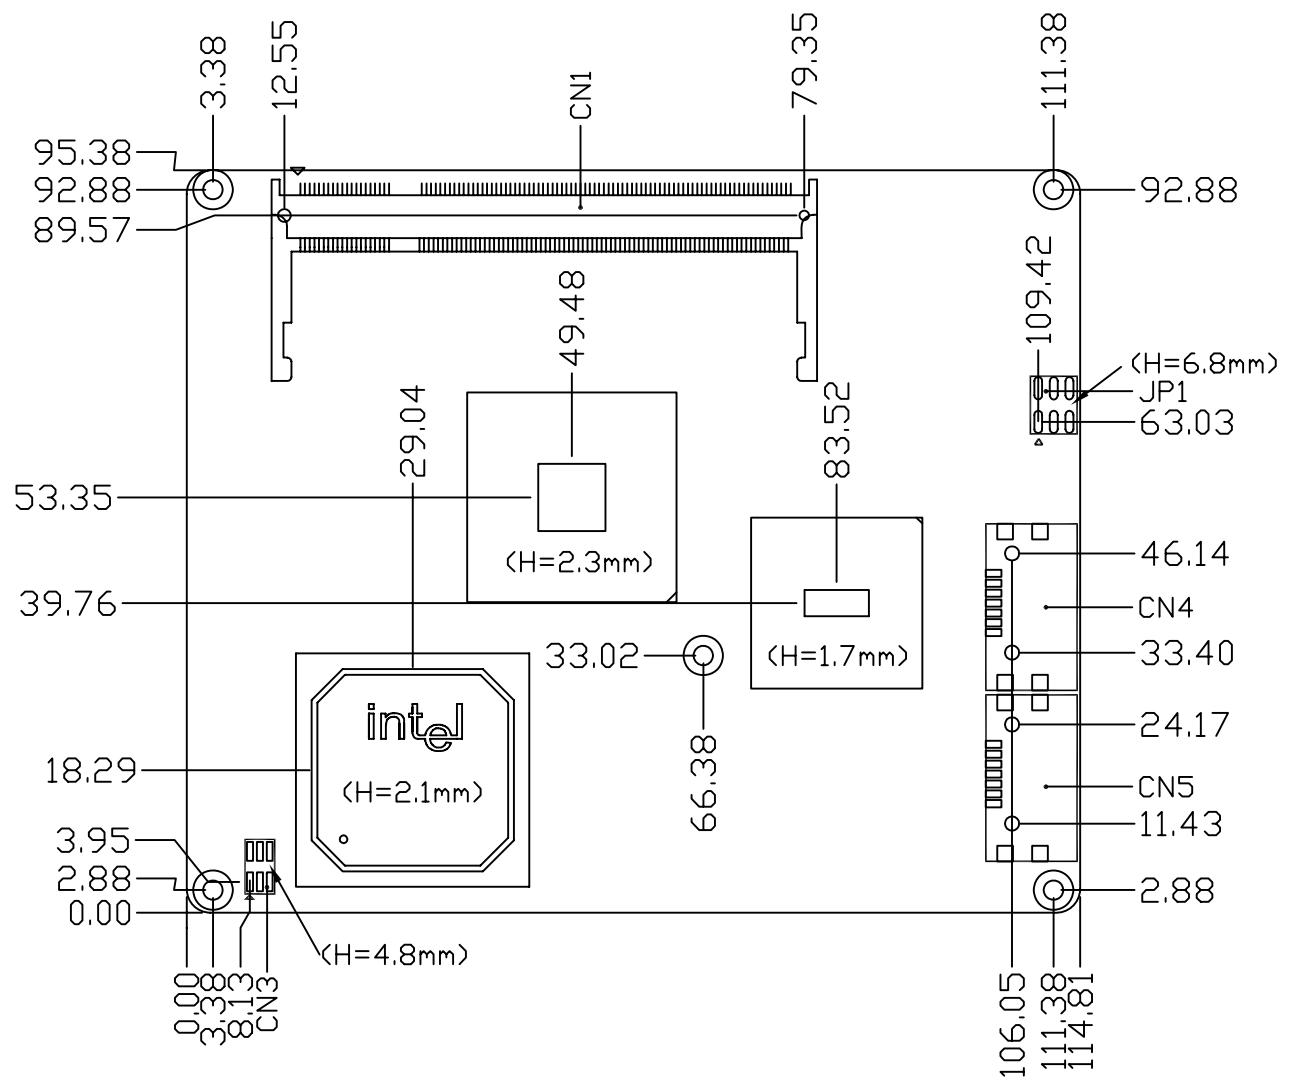 3.38
12.55
CN1
79.35
111.38
95.38
92.88
89.57
92.88
109.42
49.48
(H=6.8mm)
JP1
63.03
29.04
83.52
53.35
(H=2.3mm)
46.14
39.76
CN4
33.02
(H=1.7mm)
33.40
intel
24.17
66.38
18.29
(H=2.1mm)
CN5
3.95
11.43
2.88
2.88
0.00
(H=4.8mm)
0.00
3.38
8.13
CN3
106.05
111.38
114.81